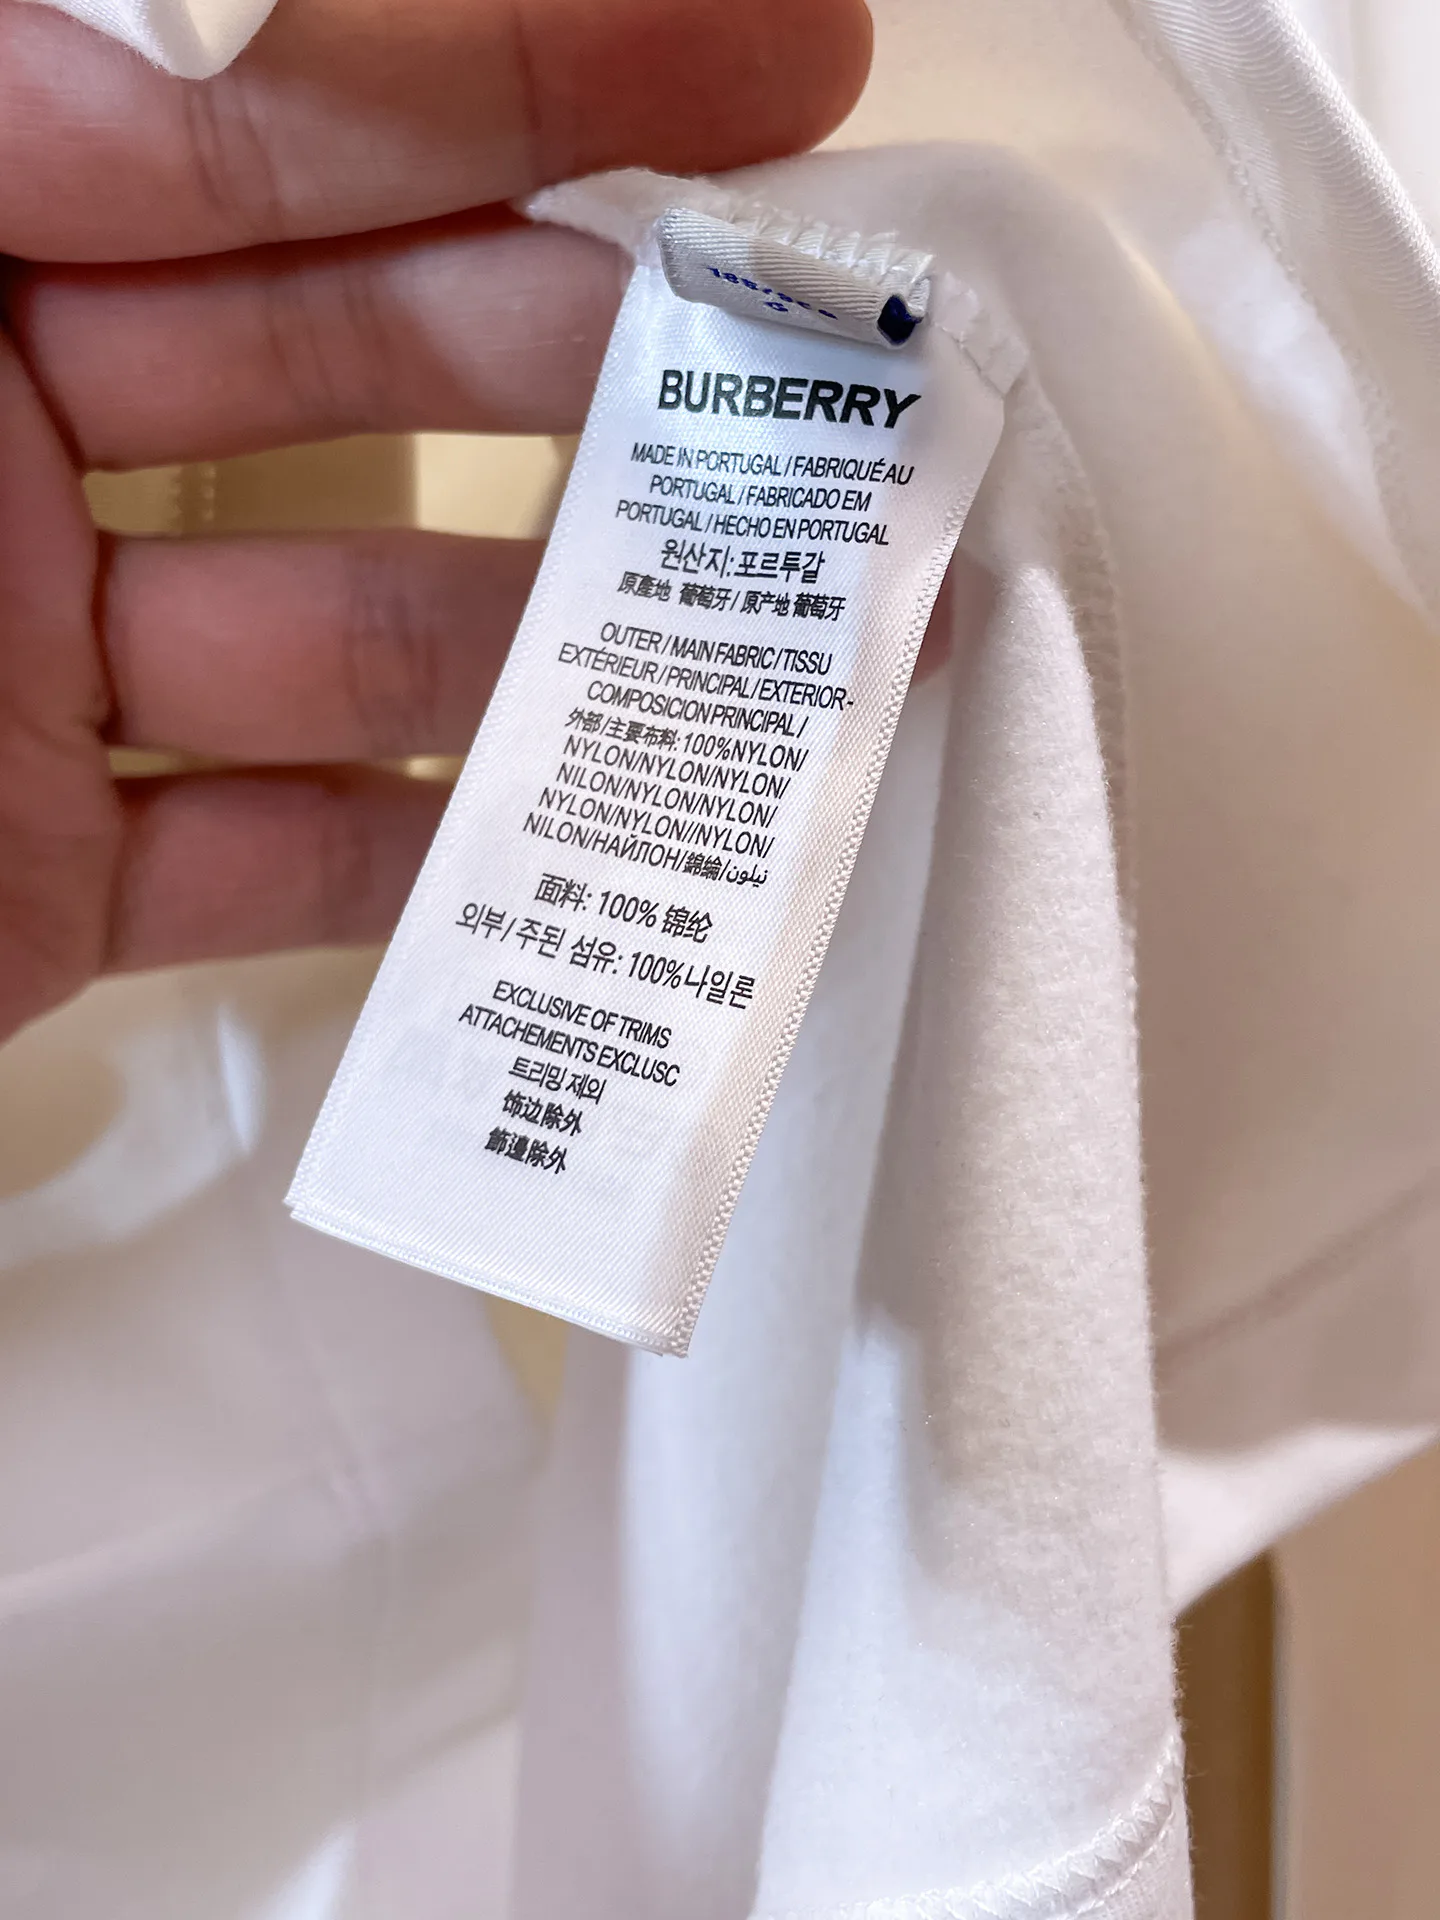 BURBERRY
MADE IN PORTUGAL / FABRIQUÉ AU
PORTUGAL / FABRICADO EM
PORTUGAL / HECHO EN PORTUGAL
원산지: 포르투갈
原產地 葡萄牙 / 原产地 葡萄牙
OUTER / MAIN FABRIC / TISSU
EXTÉRIEUR / PRINCIPAL / EXTERIOR-
COMPOSICION PRINCIPAL /
外部 / 主要布料: 100%NYLON/
NYLON/NYLON/NYLON/
NILON/NYLON/NYLON/
NYLON/NYLON//NYLON/
NILON/НАЙЛОН/錦綸/نيلون
面料: 100% 锦纶
외부 / 주된 섬유: 100%나일론
EXCLUSIVE OF TRIMS
ATTACHEMENTS EXCLUSC
트리밍 제외
饰边除外
飾邊除外